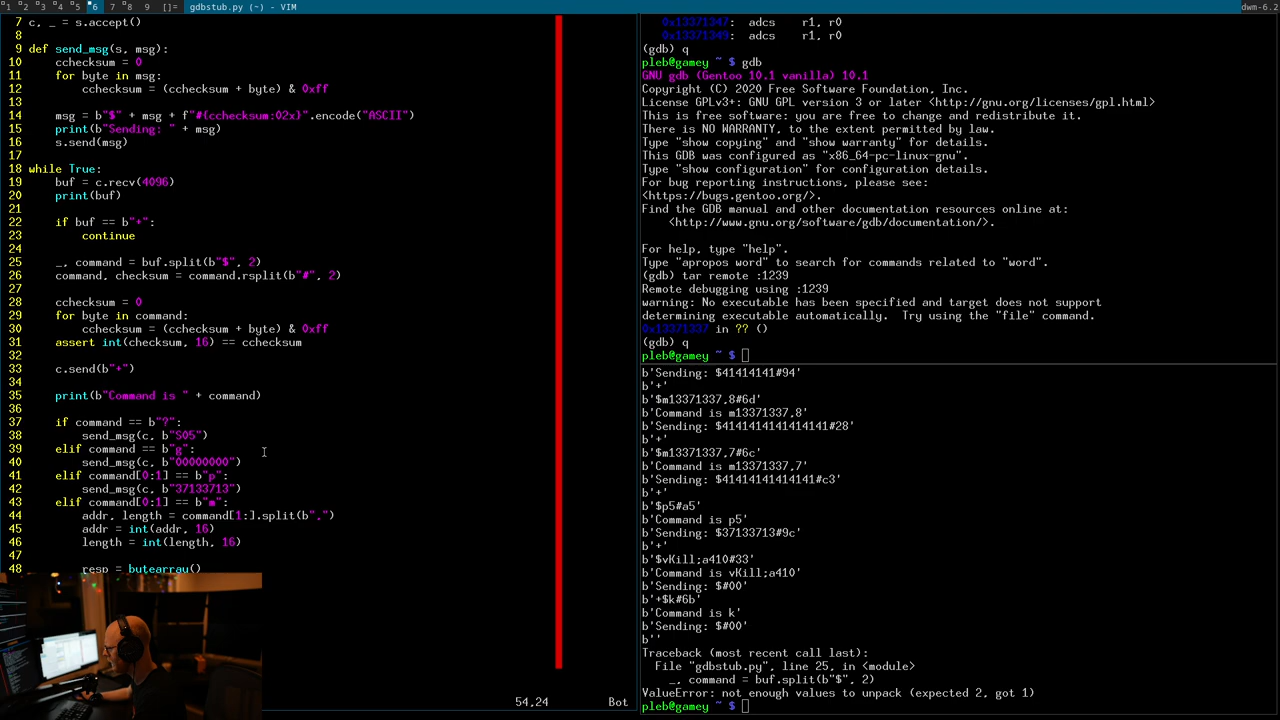 1 2 3 4 5 6 7 8 9 []= gdbstub.py (~) - VIM dwm-6.2
7 c, _ = s.accept()
8
9 def send_msg(s, msg):
10     cchecksum = 0
11     for byte in msg:
12         cchecksum = (cchecksum + byte) & 0xff
13
14     msg = b"$" + msg + f"#{cchecksum:02x}".encode("ASCII")
15     print(b"Sending: " + msg)
16     s.send(msg)
17
18 while True:
19     buf = c.recv(4096)
20     print(buf)
21
22     if buf == b"+":
23         continue
24
25     _, command = buf.split(b"$", 2)
26     command, checksum = command.rsplit(b"#", 2)
27
28     cchecksum = 0
29     for byte in command:
30         cchecksum = (cchecksum + byte) & 0xff
31     assert int(checksum, 16) == cchecksum
32
33     c.send(b"+")
34
35     print(b"Command is " + command)
36
37     if command == b"?":
38         send_msg(c, b"S05")
39     elif command == b"g":
40         send_msg(c, b"00000000")
41     elif command[0:1] == b"p":
42         send_msg(c, b"37133713")
43     elif command[0:1] == b"m":
44         addr, length = command[1:].split(b",")
45         addr = int(addr, 16)
46         length = int(length, 16)
47
48         resp = bytearray()
54,24 Bot
0x13371347: adcs r1, r0
0x13371349: adcs r1, r0
(gdb) q
pleb@gamey ~ $ gdb
GNU gdb (Gentoo 10.1 vanilla) 10.1
Copyright (C) 2020 Free Software Foundation, Inc.
License GPLv3+: GNU GPL version 3 or later <http://gnu.org/licenses/gpl.html>
This is free software: you are free to change and redistribute it.
There is NO WARRANTY, to the extent permitted by law.
Type "show copying" and "show warranty" for details.
This GDB was configured as "x86_64-pc-linux-gnu".
Type "show configuration" for configuration details.
For bug reporting instructions, please see:
<https://bugs.gentoo.org/>.
Find the GDB manual and other documentation resources online at:
    <http://www.gnu.org/software/gdb/documentation/>.

For help, type "help".
Type "apropos word" to search for commands related to "word".
(gdb) tar remote :1239
Remote debugging using :1239
warning: No executable has been specified and target does not support
determining executable automatically.  Try using the "file" command.
0x13371337 in ?? ()
(gdb) q
pleb@gamey ~ $
b'Sending: $41414141#94'
b'+'
b'$m13371337,8#6d'
b'Command is m13371337,8'
b'Sending: $4141414141414141#28'
b'+'
b'$m13371337,7#6c'
b'Command is m13371337,7'
b'Sending: $41414141414141#c3'
b'+'
b'$p5#a5'
b'Command is p5'
b'Sending: $37133713#9c'
b'+'
b'$vKill;a410#33'
b'Command is vKill;a410'
b'Sending: $#00'
b'+$k#6b'
b'Command is k'
b'Sending: $#00'
b''
Traceback (most recent call last):
  File "gdbstub.py", line 25, in <module>
    _, command = buf.split(b"$", 2)
ValueError: not enough values to unpack (expected 2, got 1)
pleb@gamey ~ $